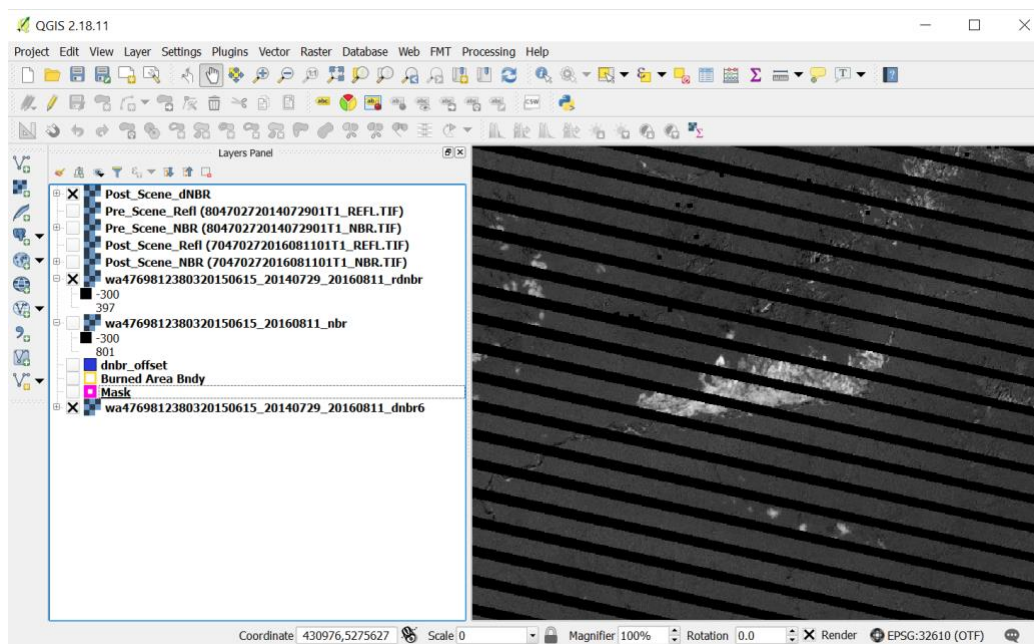 QGIS 2.18.11
Project Edit View Layer Settings Plugins Vector Raster Database Web FMT Processing Help
Layers Panel
Post_Scene_dNBR
Pre_Scene_Refl (80470272014072901T1_REFL.TIF)
Pre_Scene_NBR (80470272014072901T1_NBR.TIF)
Post_Scene_Refl (70470272016081101T1_REFL.TIF)
Post_Scene_NBR (70470272016081101T1_NBR.TIF)
wa4769812380320150615_20140729_20160811_rdnbr
-300
397
wa4769812380320150615_20160811_nbr
-300
801
dnbr_offset
Burned Area Bndy
Mask
wa4769812380320150615_20140729_20160811_dnbr6
Coordinate 430976,5275627 Scale 0 Magnifier 100% Rotation 0.0 Render EPSG:32610 (OTF)